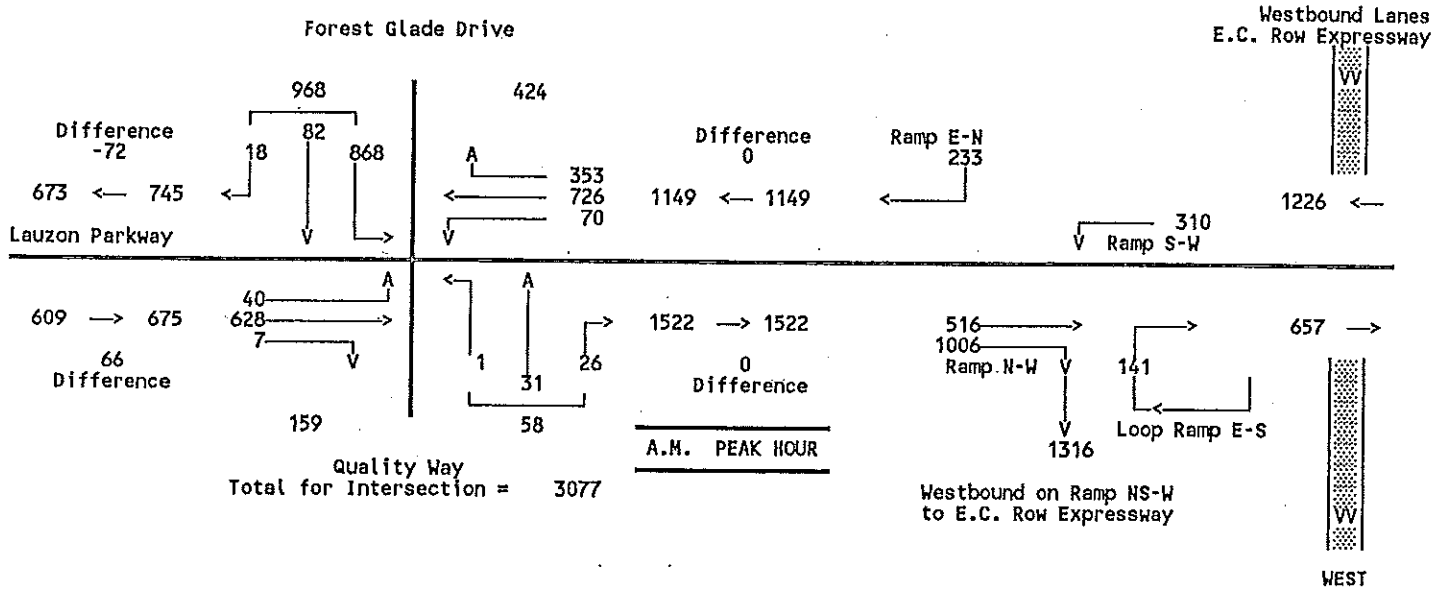 Westbound Lanes
Forest Glade Drive
E.C. Row Expressway
VV
968 424
Difference 82 Difference Ramp E-N
-72 18 868 A 0 233
353
673 <-- 745 <- <- 726 1149 <-- 1149 <- 1226 <-
70 310
Lauzon Parkway V -> V V Ramp S-W
40 A <- A
609 --> 675 628 -> -> 1522 --> 1522 516 -> -> 657 ->
7 1006
66 V 1 26 0 Ramp N-W V 141
Difference 31 Difference
<-
159 58 V Loop Ramp E-S
A.M. PEAK HOUR 1316
Quality Way
Total for Intersection = 3077
Westbound on Ramp NS-W
to E.C. Row Expressway
VV
WEST